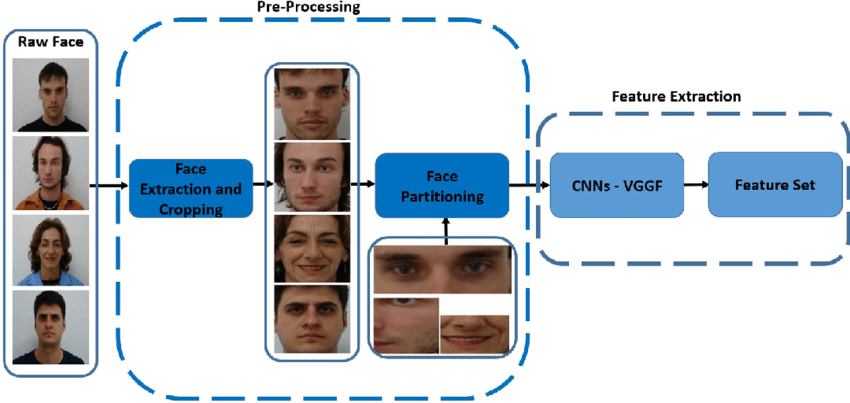 Pre-Processing
Raw Face
Feature Extraction
Face
Extraction and
Cropping
Face
Partitioning
CNNs - VGGF
Feature Set